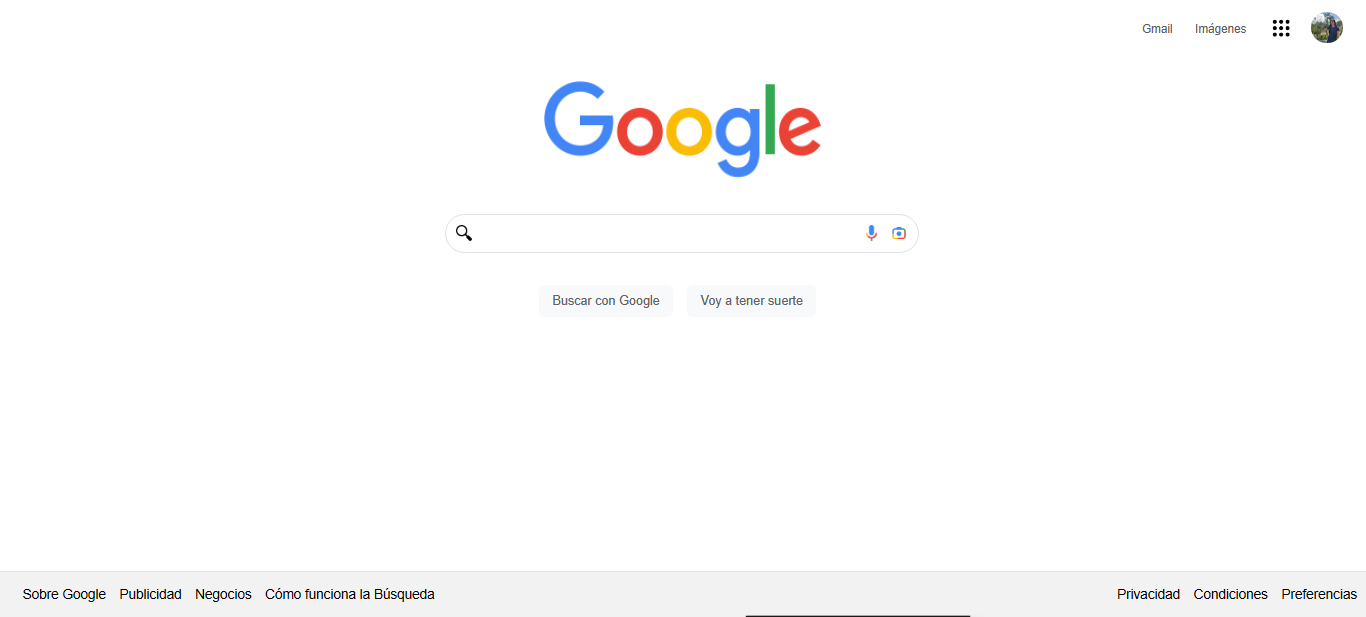 Gmail Imágenes
Google
Buscar con Google Voy a tener suerte
Sobre Google Publicidad Negocios Cómo funciona la Búsqueda Privacidad Condiciones Preferencias